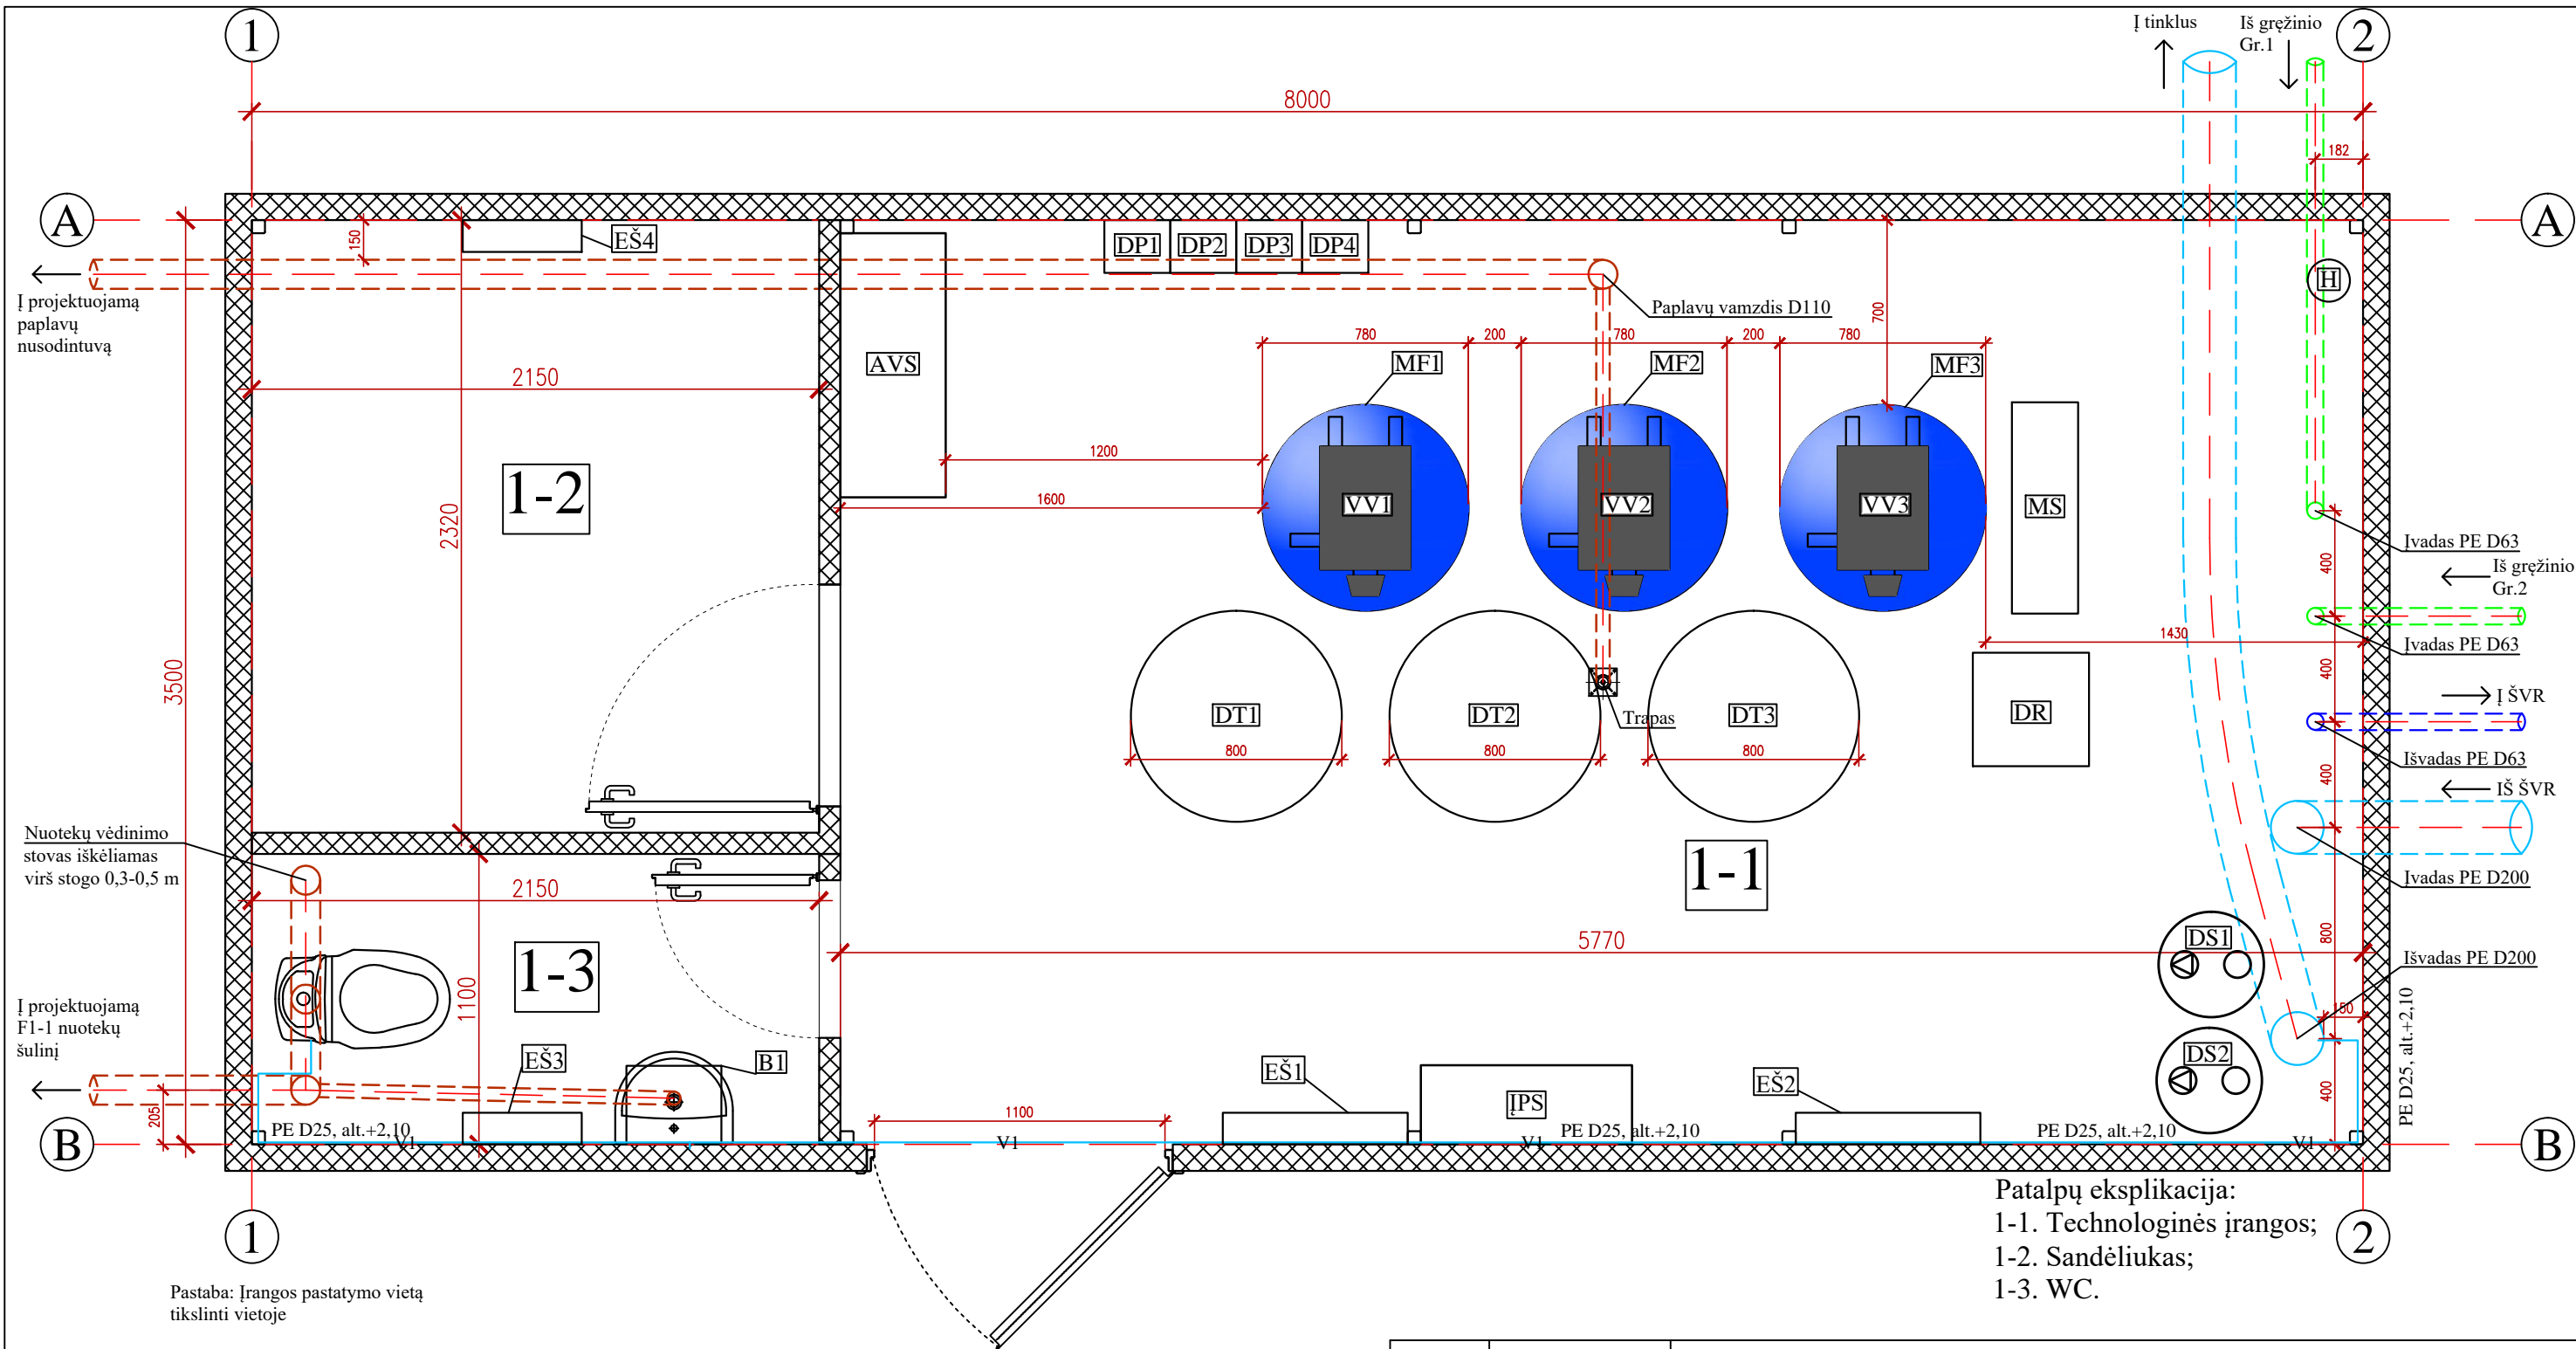 1
Į tinklus
Iš gręžinio
Gr.1
2
8000
182
A
A
150
EŠ4
DP1
DP2
DP3
DP4
H
Į projektuojamą
paplavų
nusodintuvą
Paplavų vamzdis D110
700
780
200
780
200
780
AVS
MF1
MF2
MF3
2150
1200
1-2
1600
VV1
VV2
VV3
MS
2320
Įvadas PE D63
400
Iš gręžinio
Gr.2
1430
Įvadas PE D63
3500
400
DT1
DT2
DT3
Trapas
DR
Į ŠVR
800
800
800
Išvadas PE D63
400
IŠ ŠVR
Nuotekų vėdinimo
stovas iškėliamas
virš stogo 0,3-0,5 m
1-1
Įvadas PE D200
2150
5770
800
DS1
1-3
1100
Išvadas PE D200
Į projektuojamą
F1-1 nuotekų
šulinį
150
PE D25, alt.+2,10
EŠ3
B1
EŠ1
EŠ2
DS2
ĮPS
205
1100
400
B
PE D25, alt.+2,10
V1
V1
V1
PE D25, alt.+2,10
PE D25, alt.+2,10
V1
B
1
2
Patalpų eksplikacija:
1-1. Technologinės įrangos;
1-2. Sandėliukas;
1-3. WC.
Pastaba: Įrangos pastatymo vietą
tikslinti vietoje